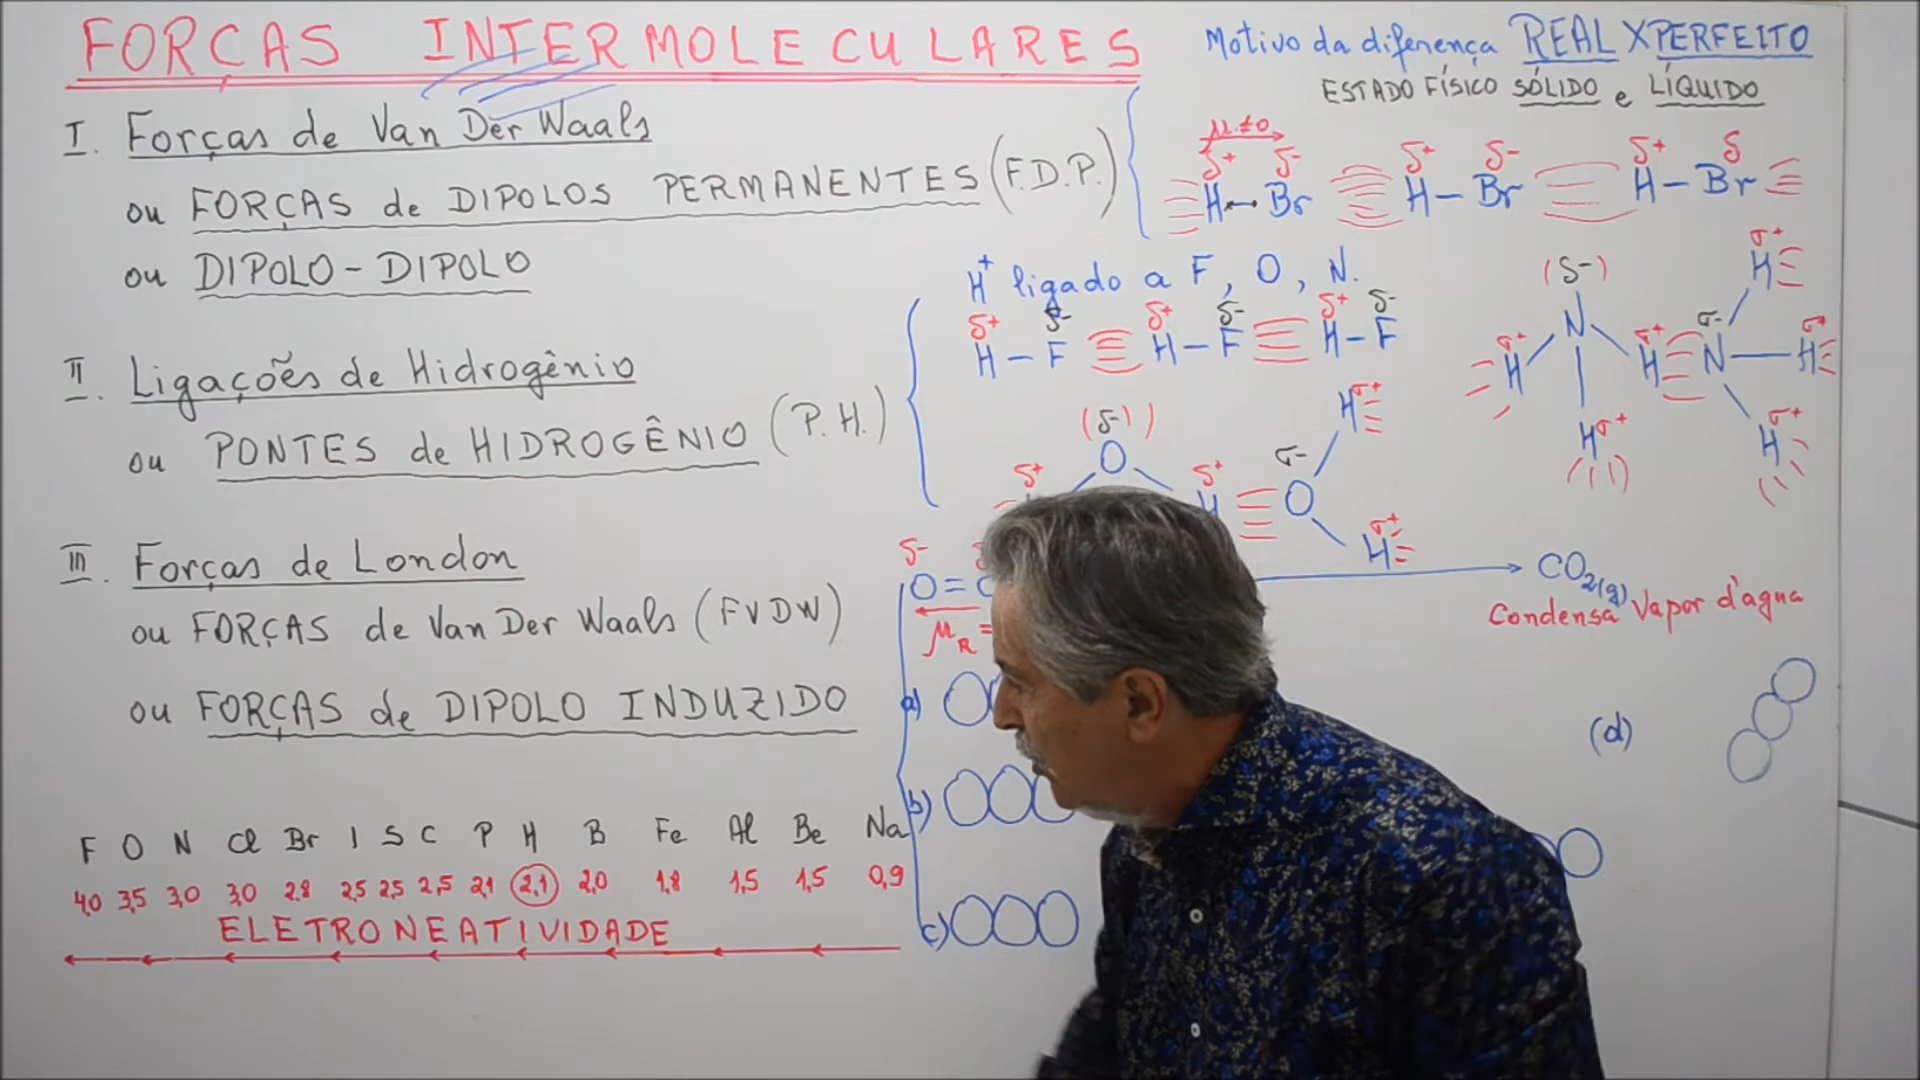 FORÇAS INTERMOLECULARES
Motivo da diferença REAL X PERFEITO
ESTADO FÍSICO SÓLIDO e LÍQUIDO
I. Forças de Van Der Waals
ou FORÇAS de DIPOLOS PERMANENTES (F.D.P.)
ou DIPOLO - DIPOLO
μ ≠ 0
δ+ δ- δ+ δ- δ+ δ
H - Br H - Br H - Br
II. Ligações de Hidrogênio
ou PONTES de HIDROGÊNIO (P.H.)
H+ ligado a F, O, N.
δ+ δ- δ+ δ- δ+ δ-
H - F H - F H - F
(δ-)
O
δ+ δ+
H
σ-
O
H σ+
H σ+
(δ-)
N
σ+ H
H σ+
H σ+
σ-
N
σ+
H
σ+
H
σ+
H
III. Forças de London
ou FORÇAS de Van Der Waals (FVDW)
ou FORÇAS de DIPOLO INDUZIDO
δ-
O =
μR =
CO2(g)
Condensa Vapor d'agua
a)
b)
c)
(d)
F O N Cl Br I S C P H B Fe Al Be Na
4,0 3,5 3,0 3,0 2,8 2,5 2,5 2,5 2,1 2,1 2,0 1,8 1,5 1,5 0,9
ELETRONEATIVIDADE